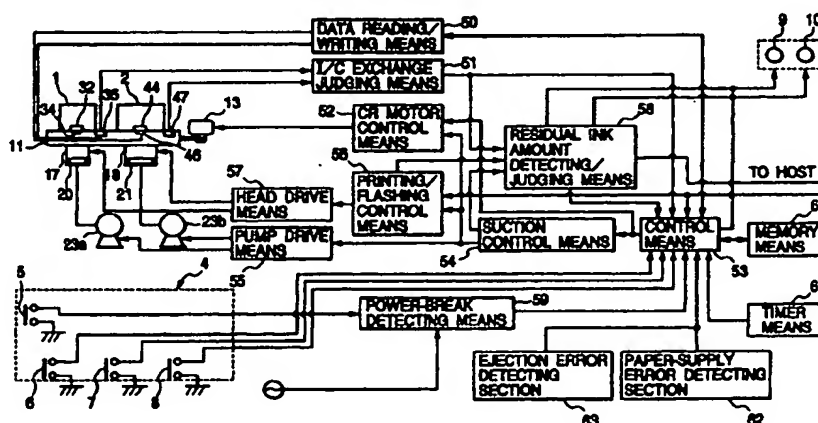 50
DATA READING/
WRITING MEANS
9
10
I/C EXCHANGE
JUDGING MEANS
51
1
32
2
44
35
47
13
34
11
46
52
CR MOTOR
CONTROL
MEANS
58
RESIDUAL INK
AMOUNT
DETECTING/
JUDGING MEANS
17
18
20
21
57
56
HEAD DRIVE
MEANS
PRINTING/
FLASHING
CONTROL
MEANS
TO HOST
23a
23b
PUMP DRIVE
MEANS
55
SUCTION
CONTROL MEANS
54
CONTROL
MEANS
53
MEMORY
MEANS
5
4
59
POWER-BREAK
DETECTING MEANS
TIMER
MEANS
6
7
8
EJECTION ERROR
DETECTING
SECTION
63
PAPER-SUPPLY
ERROR DETECTING
SECTION
62